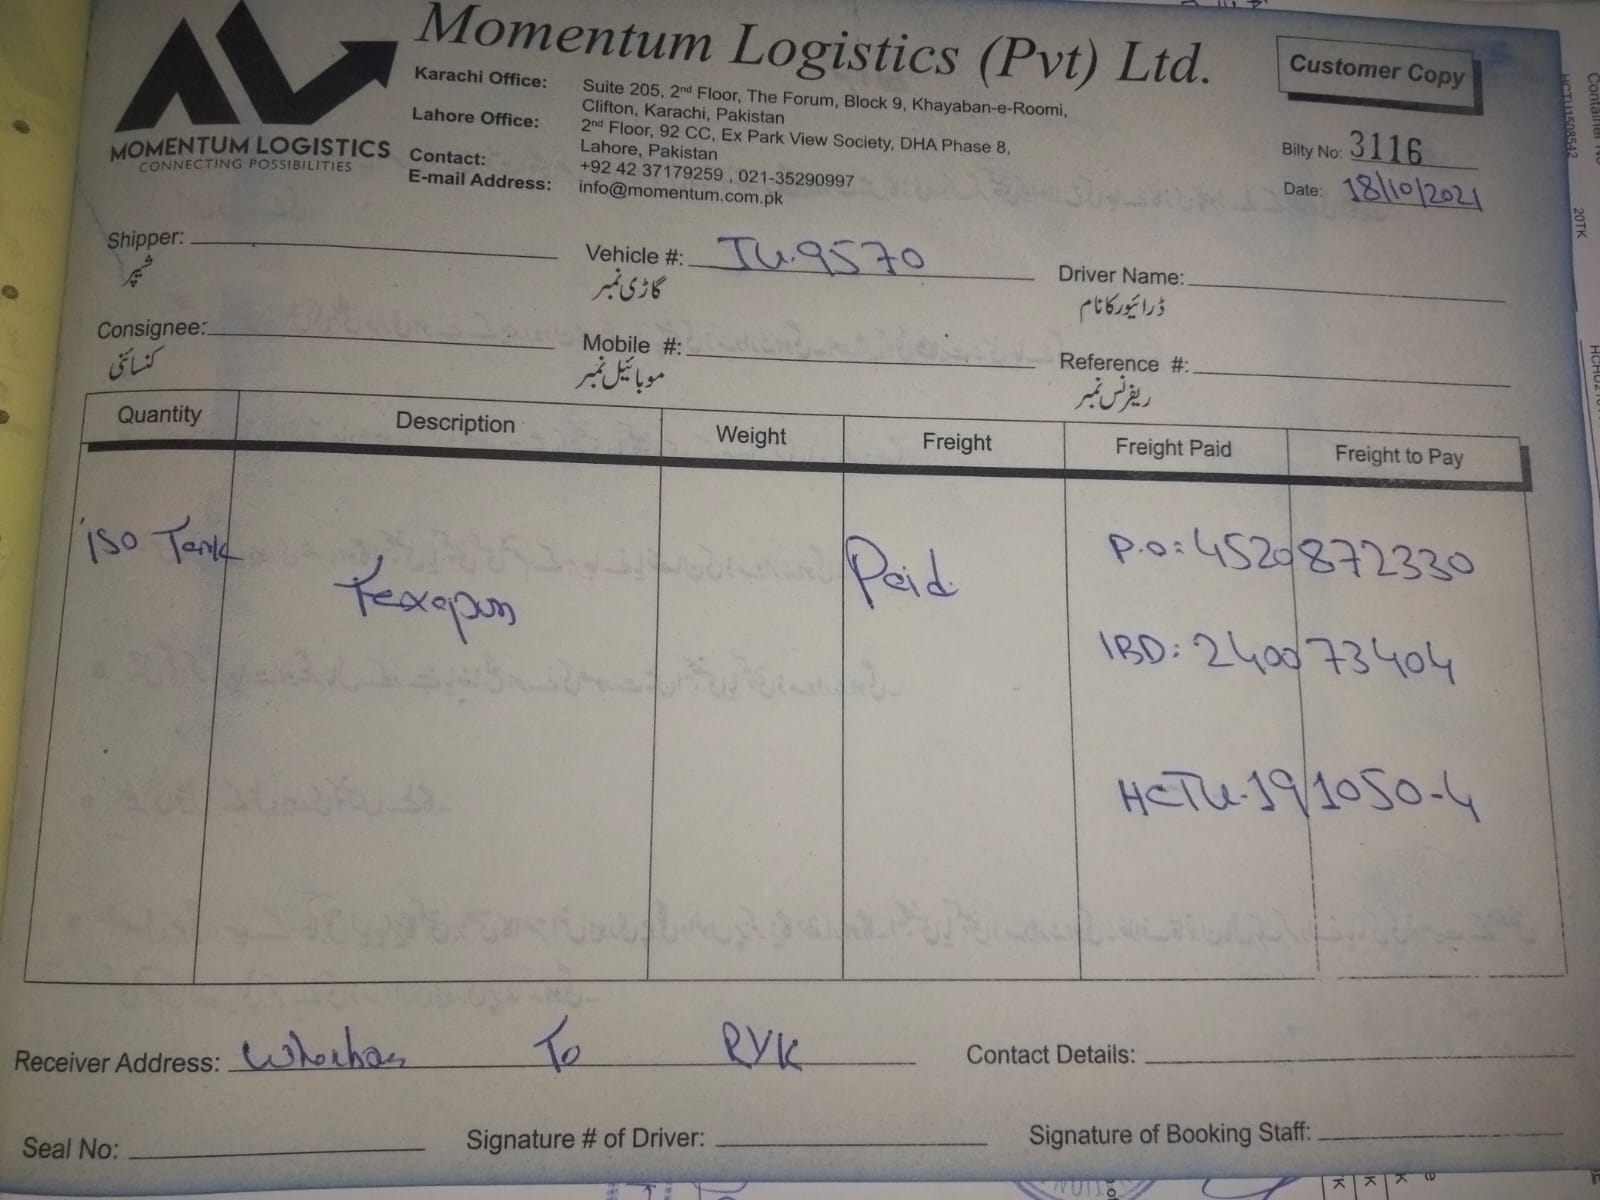 Momentum Logistics (Pvt) Ltd.
Customer Copy
MOMENTUM LOGISTICS
CONNECTING POSSIBILITIES
Karachi Office: Suite 205, 2nd Floor, The Forum, Block 9, Khayaban-e-Roomi,
Clifton, Karachi, Pakistan
Lahore Office: 2nd Floor, 92 CC, Ex Park View Society, DHA Phase 8,
Lahore, Pakistan
Contact: +92 42 37179259 , 021-35290997
E-mail Address: info@momentum.com.pk
Bilty No: 3116
Date: 18/10/2021
Shipper: Vehicle #: TU.9570 Driver Name:
شپر گاڑی نمبر ڈرائیور کا نام
Consignee: Mobile #: Reference #:
کنسائنی موبائیل نمبر ریفرنس نمبر
Quantity Description Weight Freight Freight Paid Freight to Pay
ISO Tank Texapon Paid P.O: 4520872330
IBD: 240073404
HCTU-191050-4
Receiver Address: To RYK Contact Details:
Seal No: Signature # of Driver: Signature of Booking Staff:
HCTU1508542
20TK